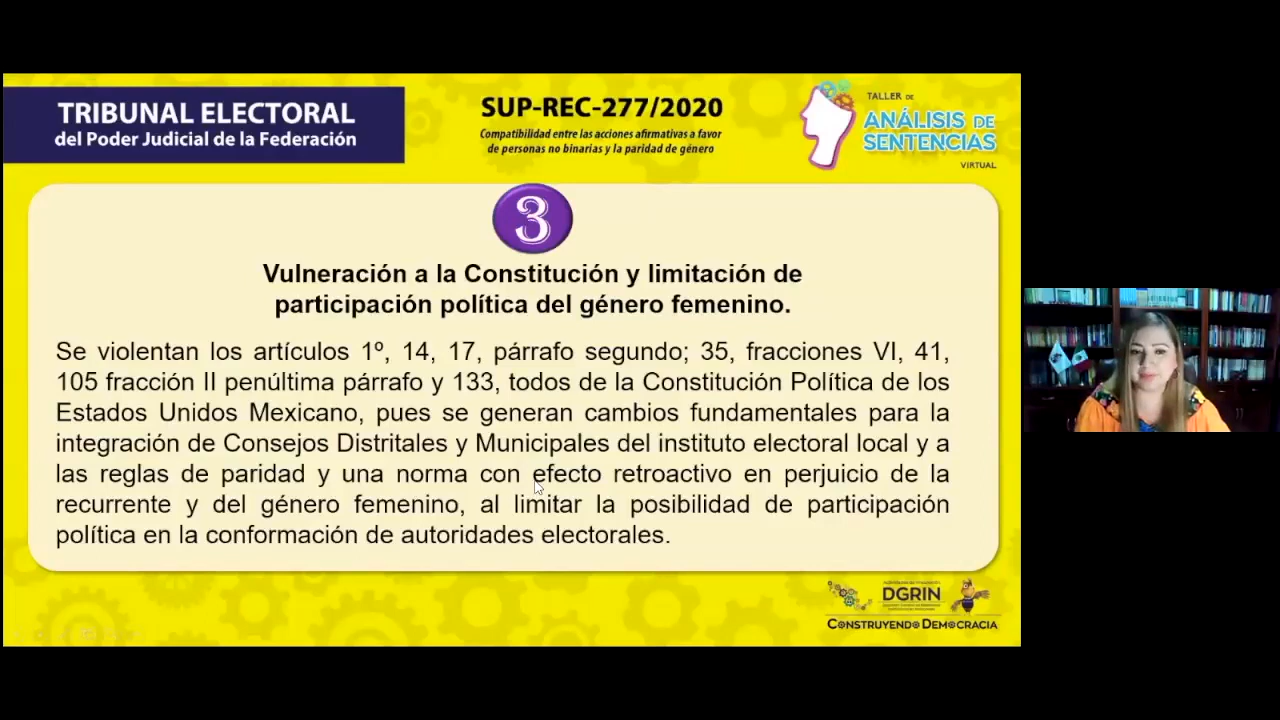 TRIBUNAL ELECTORAL
del Poder Judicial de la Federación
SUP-REC-277/2020
Compatibilidad entre las acciones afirmativas a favor
de personas no binarias y la paridad de género
TALLER DE
ANÁLISIS DE
SENTENCIAS
VIRTUAL
3
Vulneración a la Constitución y limitación de
participación política del género femenino.
Se violentan los artículos 1º, 14, 17, párrafo segundo; 35, fracciones VI, 41,
105 fracción II penúltima párrafo y 133, todos de la Constitución Política de los
Estados Unidos Mexicano, pues se generan cambios fundamentales para la
integración de Consejos Distritales y Municipales del instituto electoral local y a
las reglas de paridad y una norma con efecto retroactivo en perjuicio de la
recurrente y del género femenino, al limitar la posibilidad de participación
política en la conformación de autoridades electorales.
DGRIN
CONSTRUYENDO DEMOCRACIA